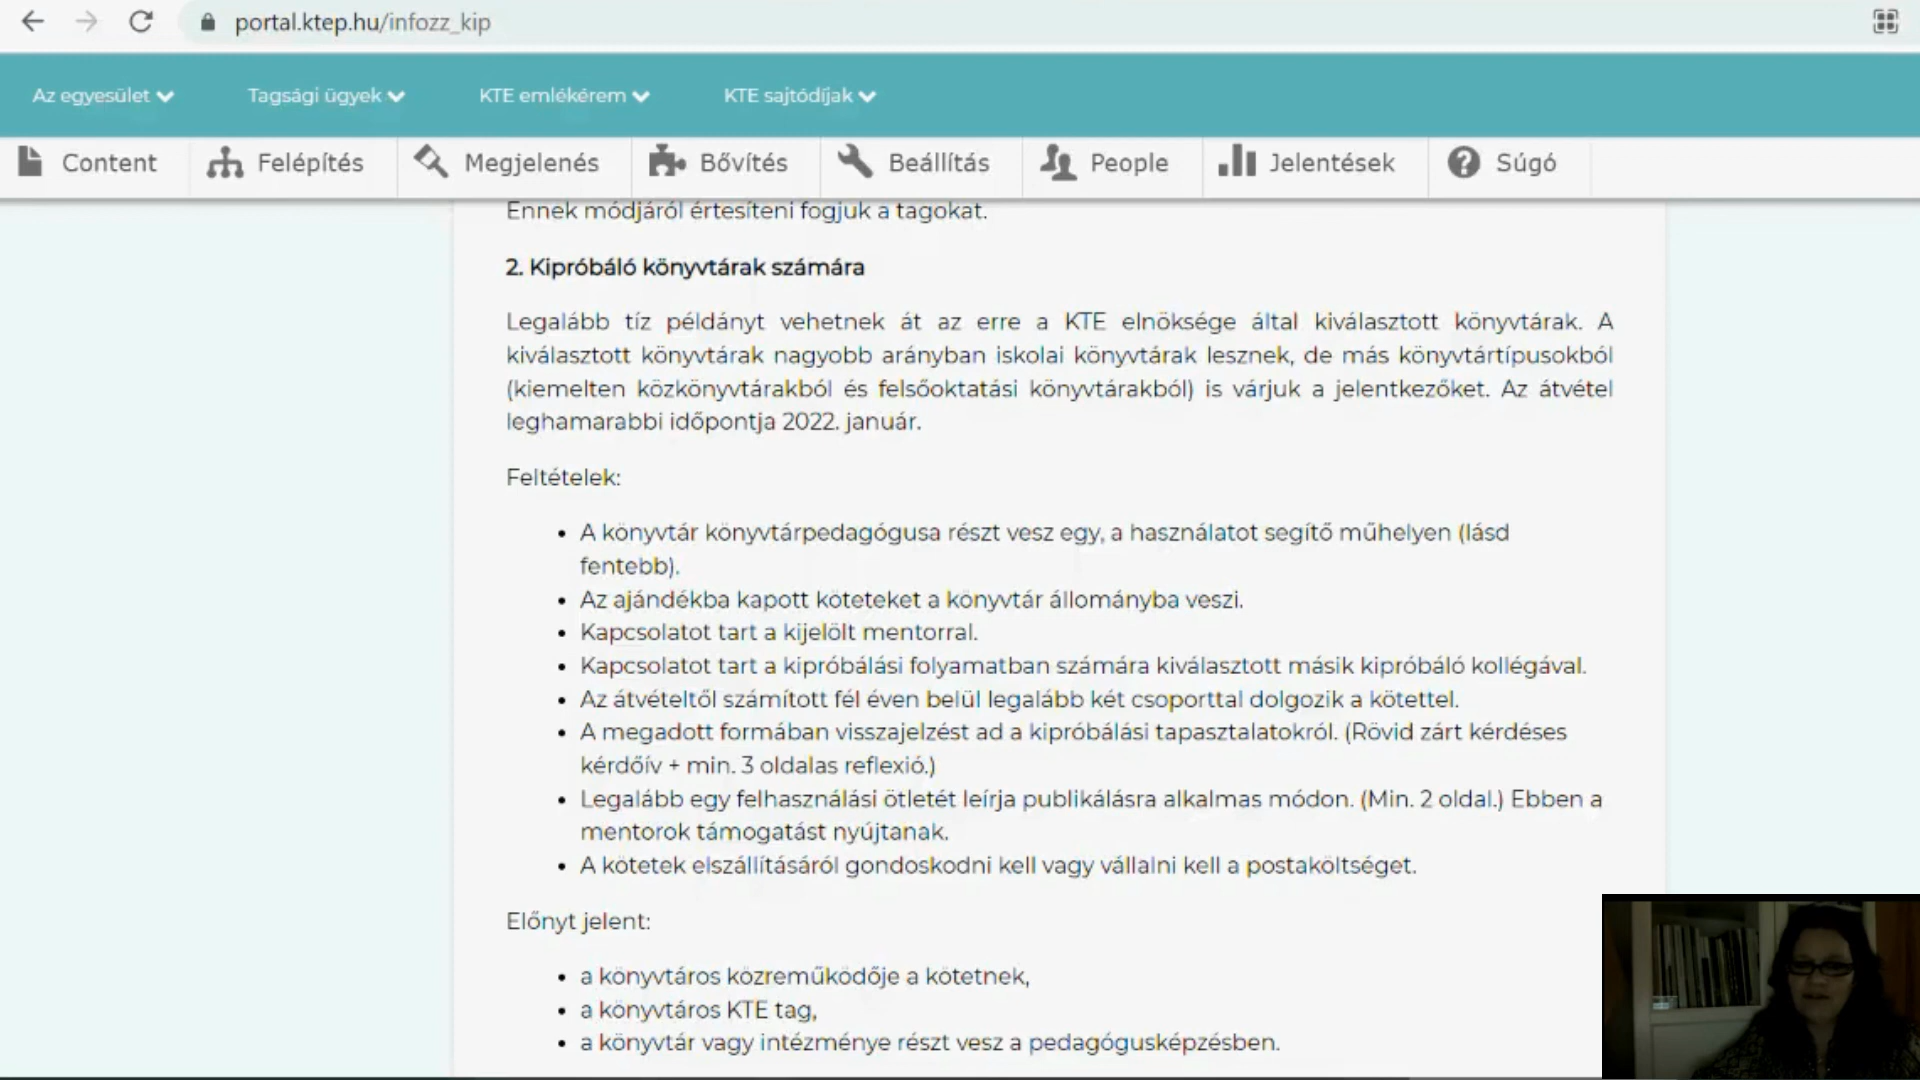 portal.ktep.hu/infozz_kip
Az egyesület Tagsági ügyek KTE emlékérem KTE sajtódíjak
Content Felépítés Megjelenés Bővítés Beállítás People Jelentések Súgó
Ennek módjáról értesíteni fogjuk a tagokat.
2. Kipróbáló könyvtárak számára
Legalább tíz példányt vehetnek át az erre a KTE elnöksége által kiválasztott könyvtárak. A
kiválasztott könyvtárak nagyobb arányban iskolai könyvtárak lesznek, de más könyvtártípusokból
(kiemelten közkönyvtárakból és felsőoktatási könyvtárakból) is várjuk a jelentkezőket. Az átvétel
leghamarabbi időpontja 2022. január.
Feltételek:
• A könyvtár könyvtárpedagógusa részt vesz egy, a használatot segítő műhelyen (lásd
fentebb).
• Az ajándékba kapott köteteket a könyvtár állományba veszi.
• Kapcsolatot tart a kijelölt mentorral.
• Kapcsolatot tart a kipróbálási folyamatban számára kiválasztott másik kipróbáló kollégával.
• Az átvételtől számított fél éven belül legalább két csoporttal dolgozik a kötettel.
• A megadott formában visszajelzést ad a kipróbálási tapasztalatokról. (Rövid zárt kérdéses
kérdőív + min. 3 oldalas reflexió.)
• Legalább egy felhasználási ötletét leírja publikálásra alkalmas módon. (Min. 2 oldal.) Ebben a
mentorok támogatást nyújtanak.
• A kötetek elszállításáról gondoskodni kell vagy vállalni kell a postaköltséget.
Előnyt jelent:
• a könyvtáros közreműködője a kötetnek,
• a könyvtáros KTE tag,
• a könyvtár vagy intézménye részt vesz a pedagógusképzésben.